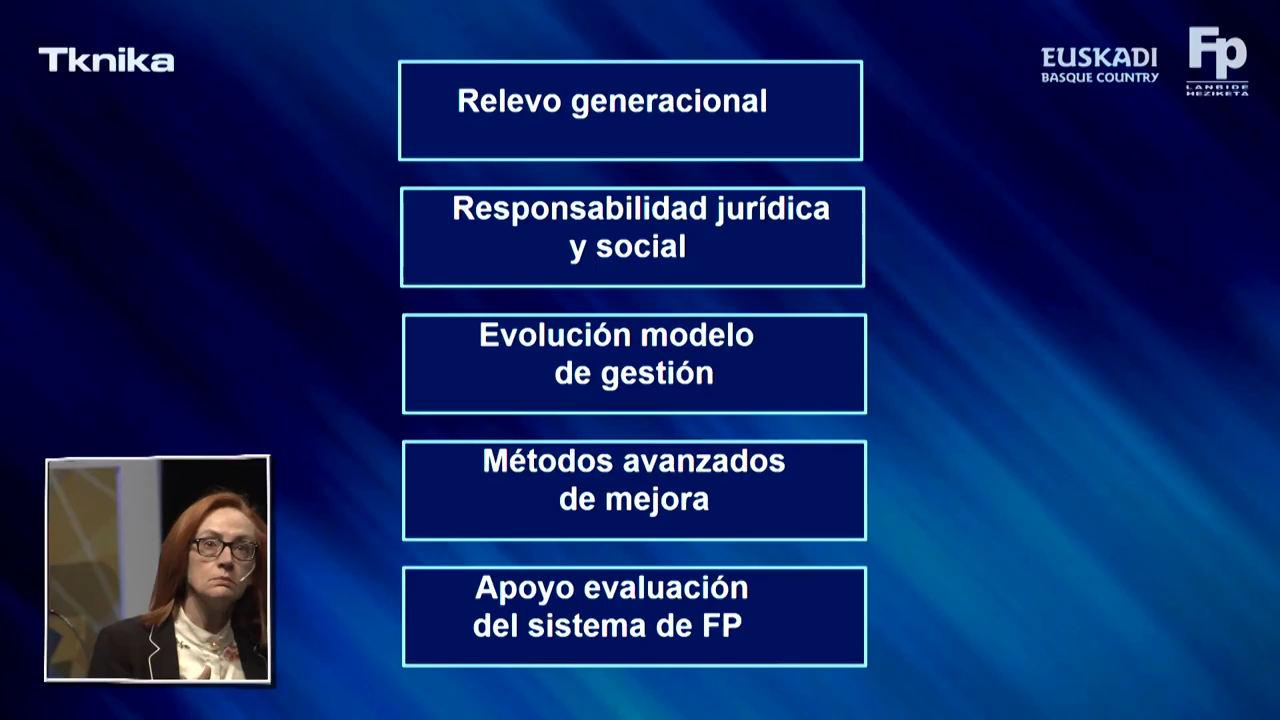 Tknika
EUSKADI
BASQUE COUNTRY
Fp
LANBIDE
HEZIKETA
Relevo generacional
Responsabilidad jurídica
y social
Evolución modelo
de gestión
Métodos avanzados
de mejora
Apoyo evaluación
del sistema de FP